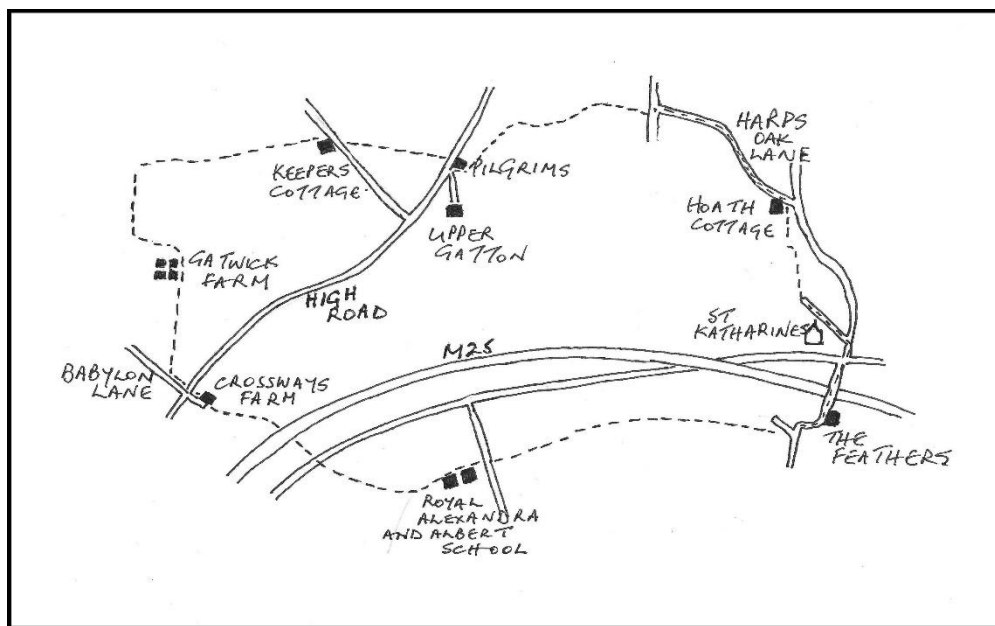 HARPS
OAK
LANE
KEEPERS
COTTAGE
PILGRIMS
HOATH
COTTAGE
UPPER
GATTON
GATWICK
FARM
HIGH
ROAD
ST
KATHARINES
M25
BABYLON
LANE
CROSSWAYS
FARM
THE
FEATHERS
ROYAL
ALEXANDRA
AND ALBERT
SCHOOL